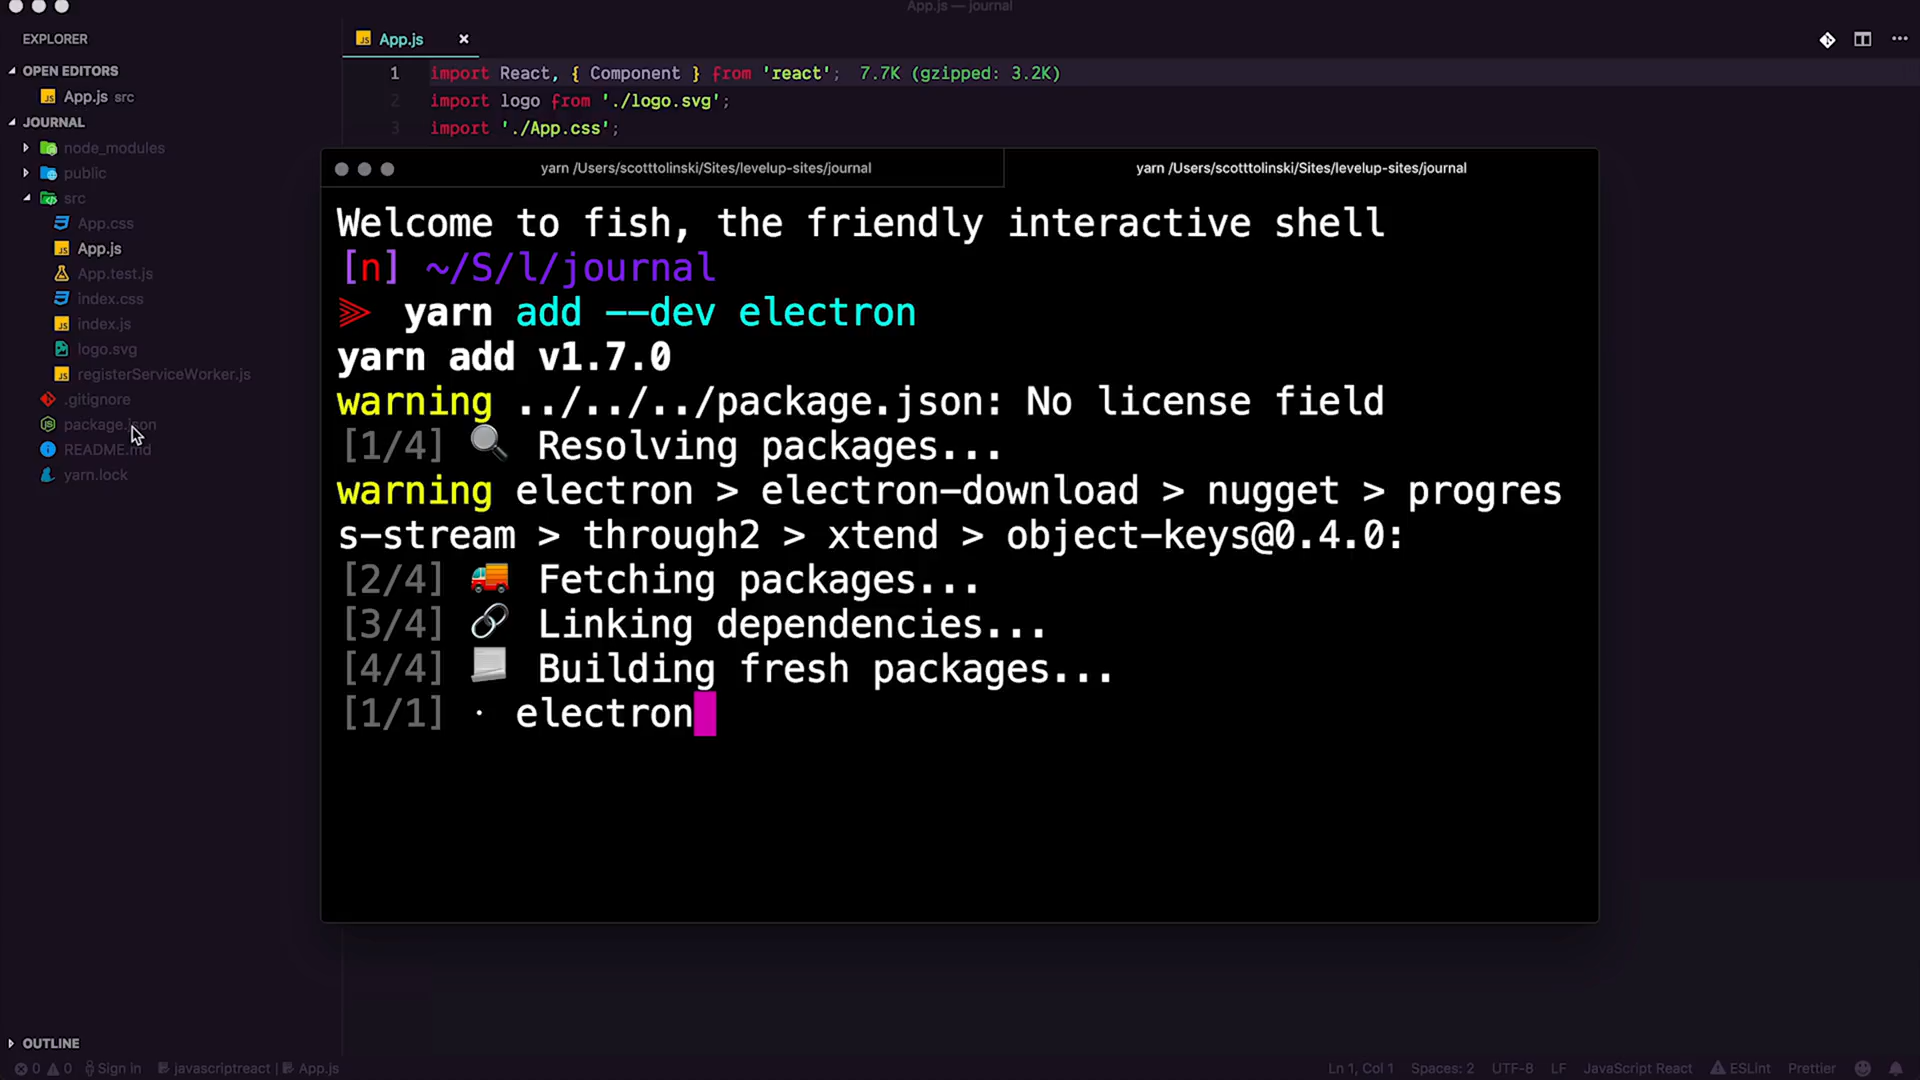 App.js — journal
EXPLORER
OPEN EDITORS
App.js src
JOURNAL
node_modules
public
src
App.css
App.js
App.test.js
index.css
index.js
logo.svg
registerServiceWorker.js
.gitignore
package.json
README.md
yarn.lock
OUTLINE
App.js
1 import React, { Component } from 'react'; 7.7K (gzipped: 3.2K)
2 import logo from './logo.svg';
3 import './App.css';
yarn /Users/scotttolinski/Sites/levelup-sites/journal
yarn /Users/scotttolinski/Sites/levelup-sites/journal
Welcome to fish, the friendly interactive shell
[n] ~/S/l/journal
yarn add --dev electron
yarn add v1.7.0
warning ../../../package.json: No license field
[1/4] 🔍 Resolving packages...
warning electron > electron-download > nugget > progres
s-stream > through2 > xtend > object-keys@0.4.0:
[2/4] 🚚 Fetching packages...
[3/4] 🔗 Linking dependencies...
[4/4] 📃 Building fresh packages...
[1/1] ⠂ electron
0 0 Sign in javascriptreact | App.js
Ln 1, Col 1 Spaces: 2 UTF-8 LF JavaScript React ESLint Prettier